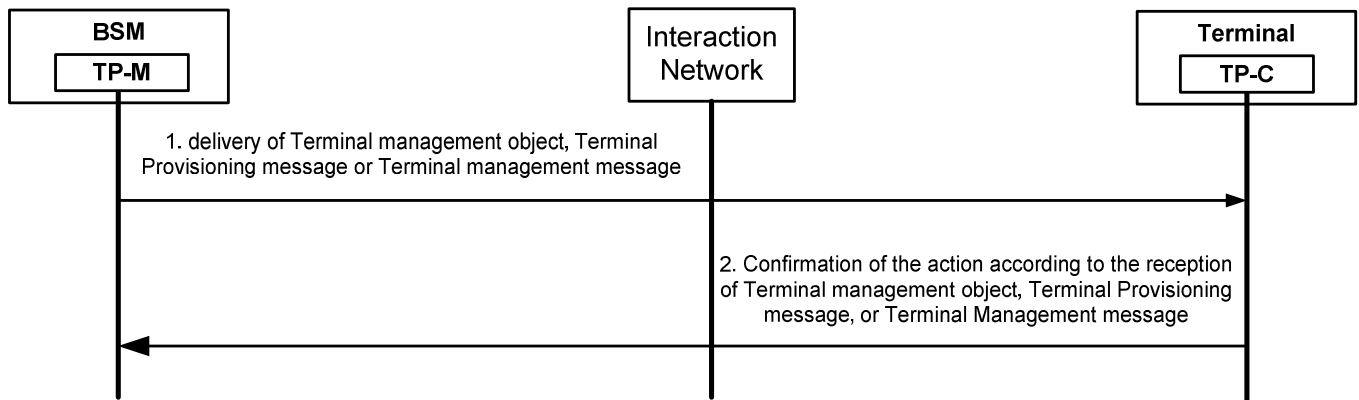 BSM
TP-M
Interaction
Network
Terminal
TP-C
1. delivery of Terminal management object, Terminal
Provisioning message or Terminal management message
2. Confirmation of the action according to the reception
of Terminal management object, Terminal Provisioning
message, or Terminal Management message